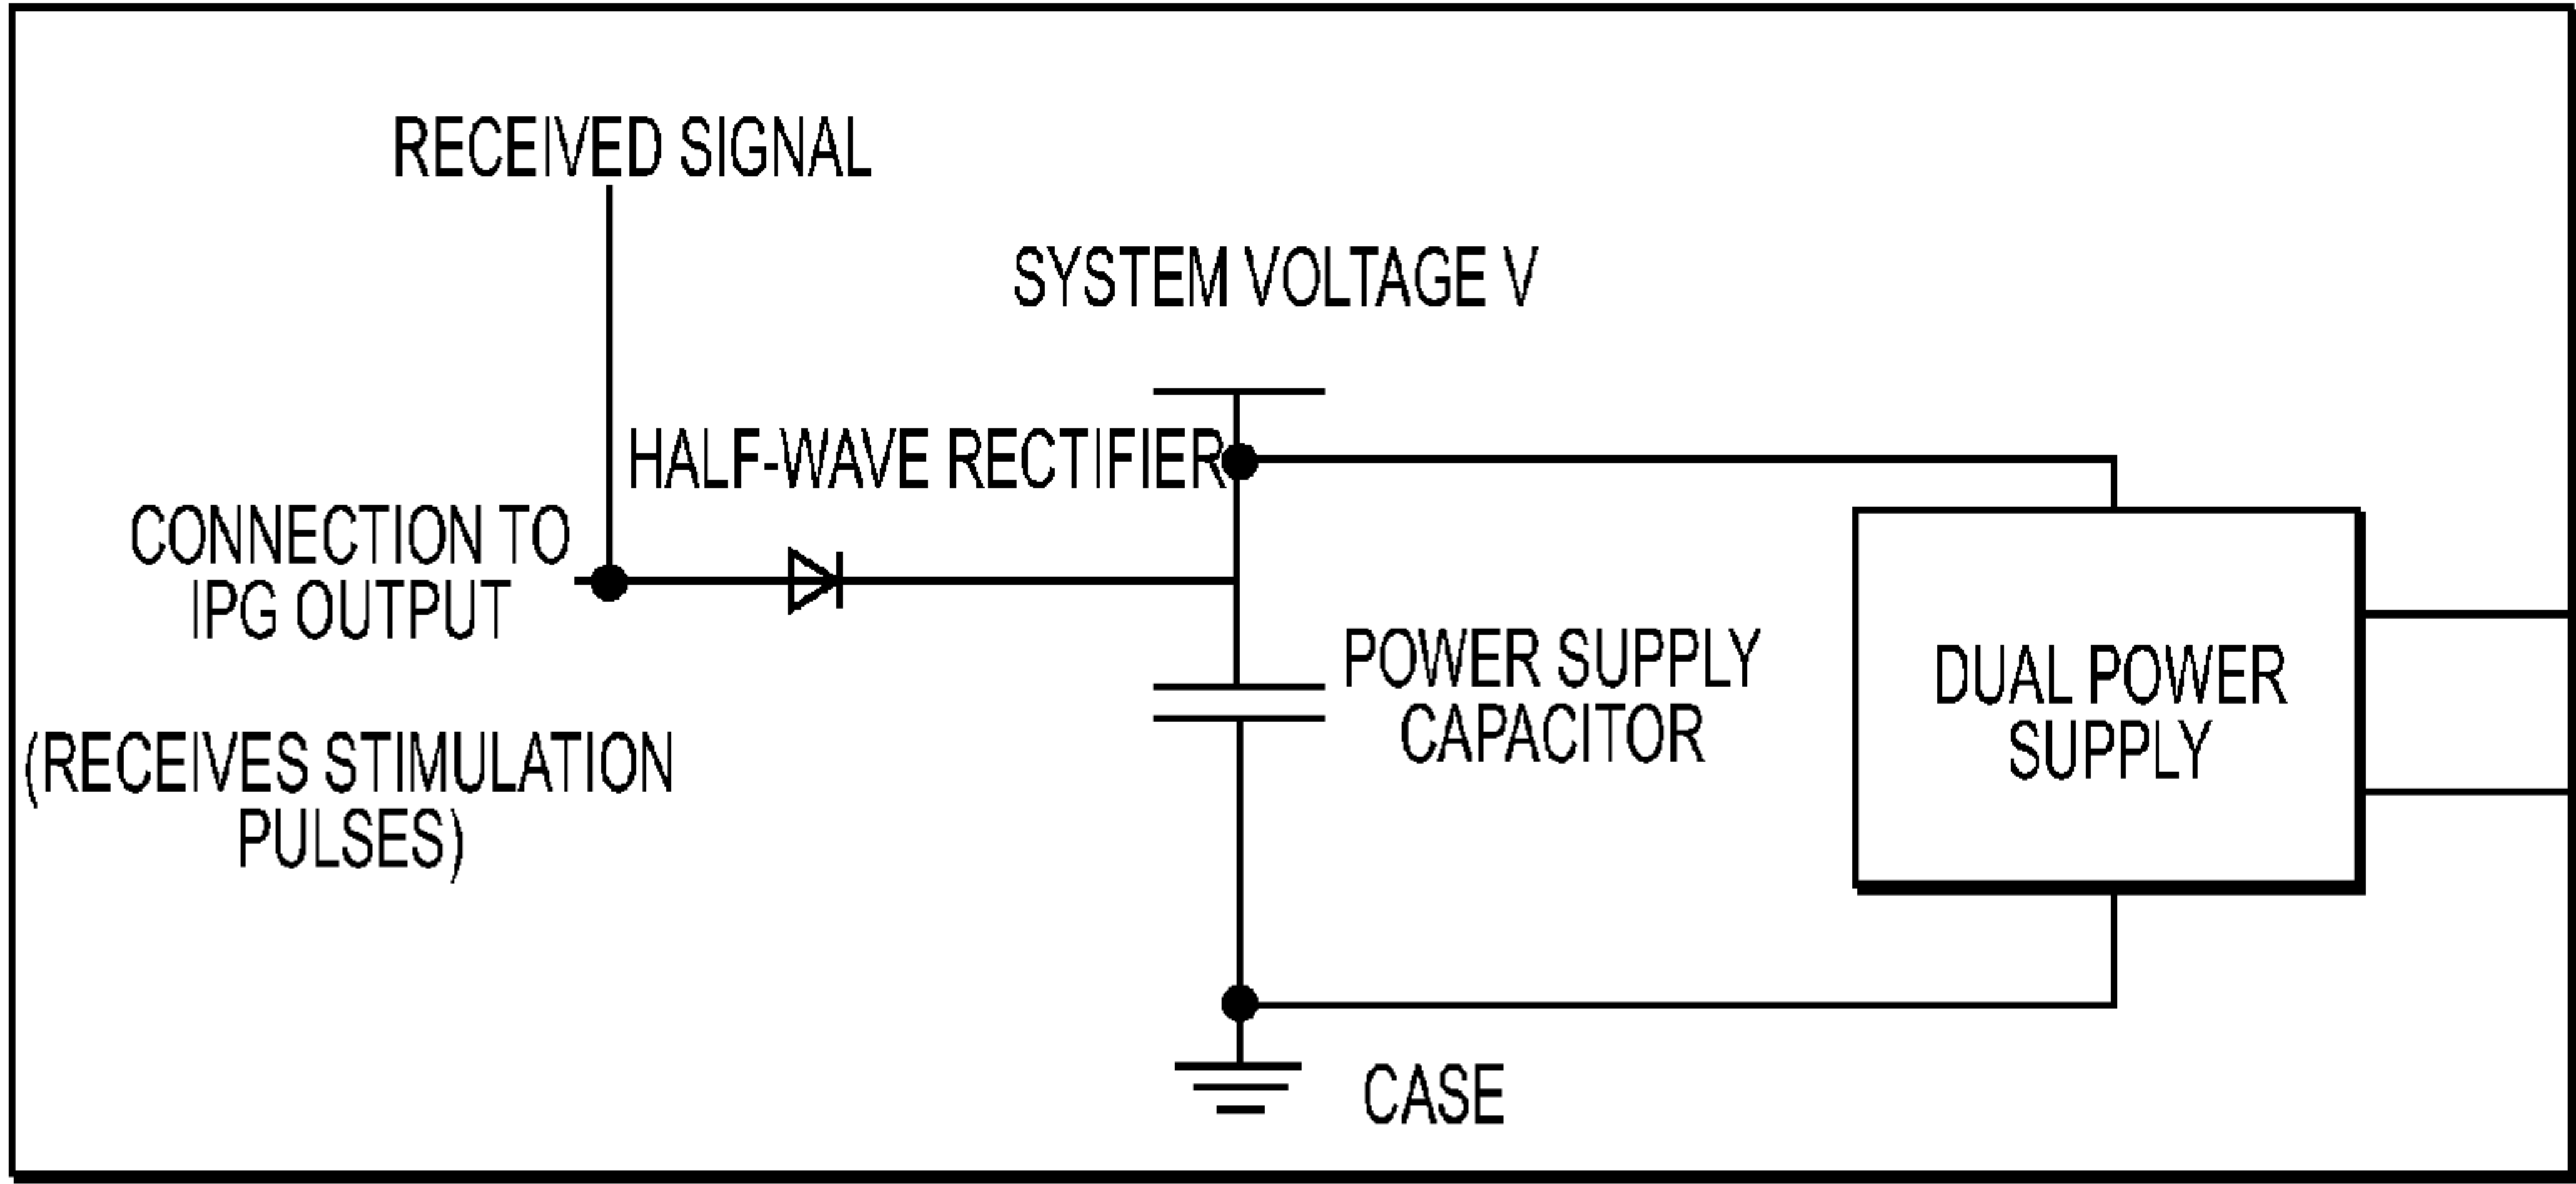 RECEIVED SIGNAL
SYSTEM VOLTAGE V
HALF-WAVE RECTIFIER
CONNECTION TO
IPG OUTPUT
(RECEIVES STIMULATION
PULSES)
POWER SUPPLY
CAPACITOR
DUAL POWER
SUPPLY
CASE